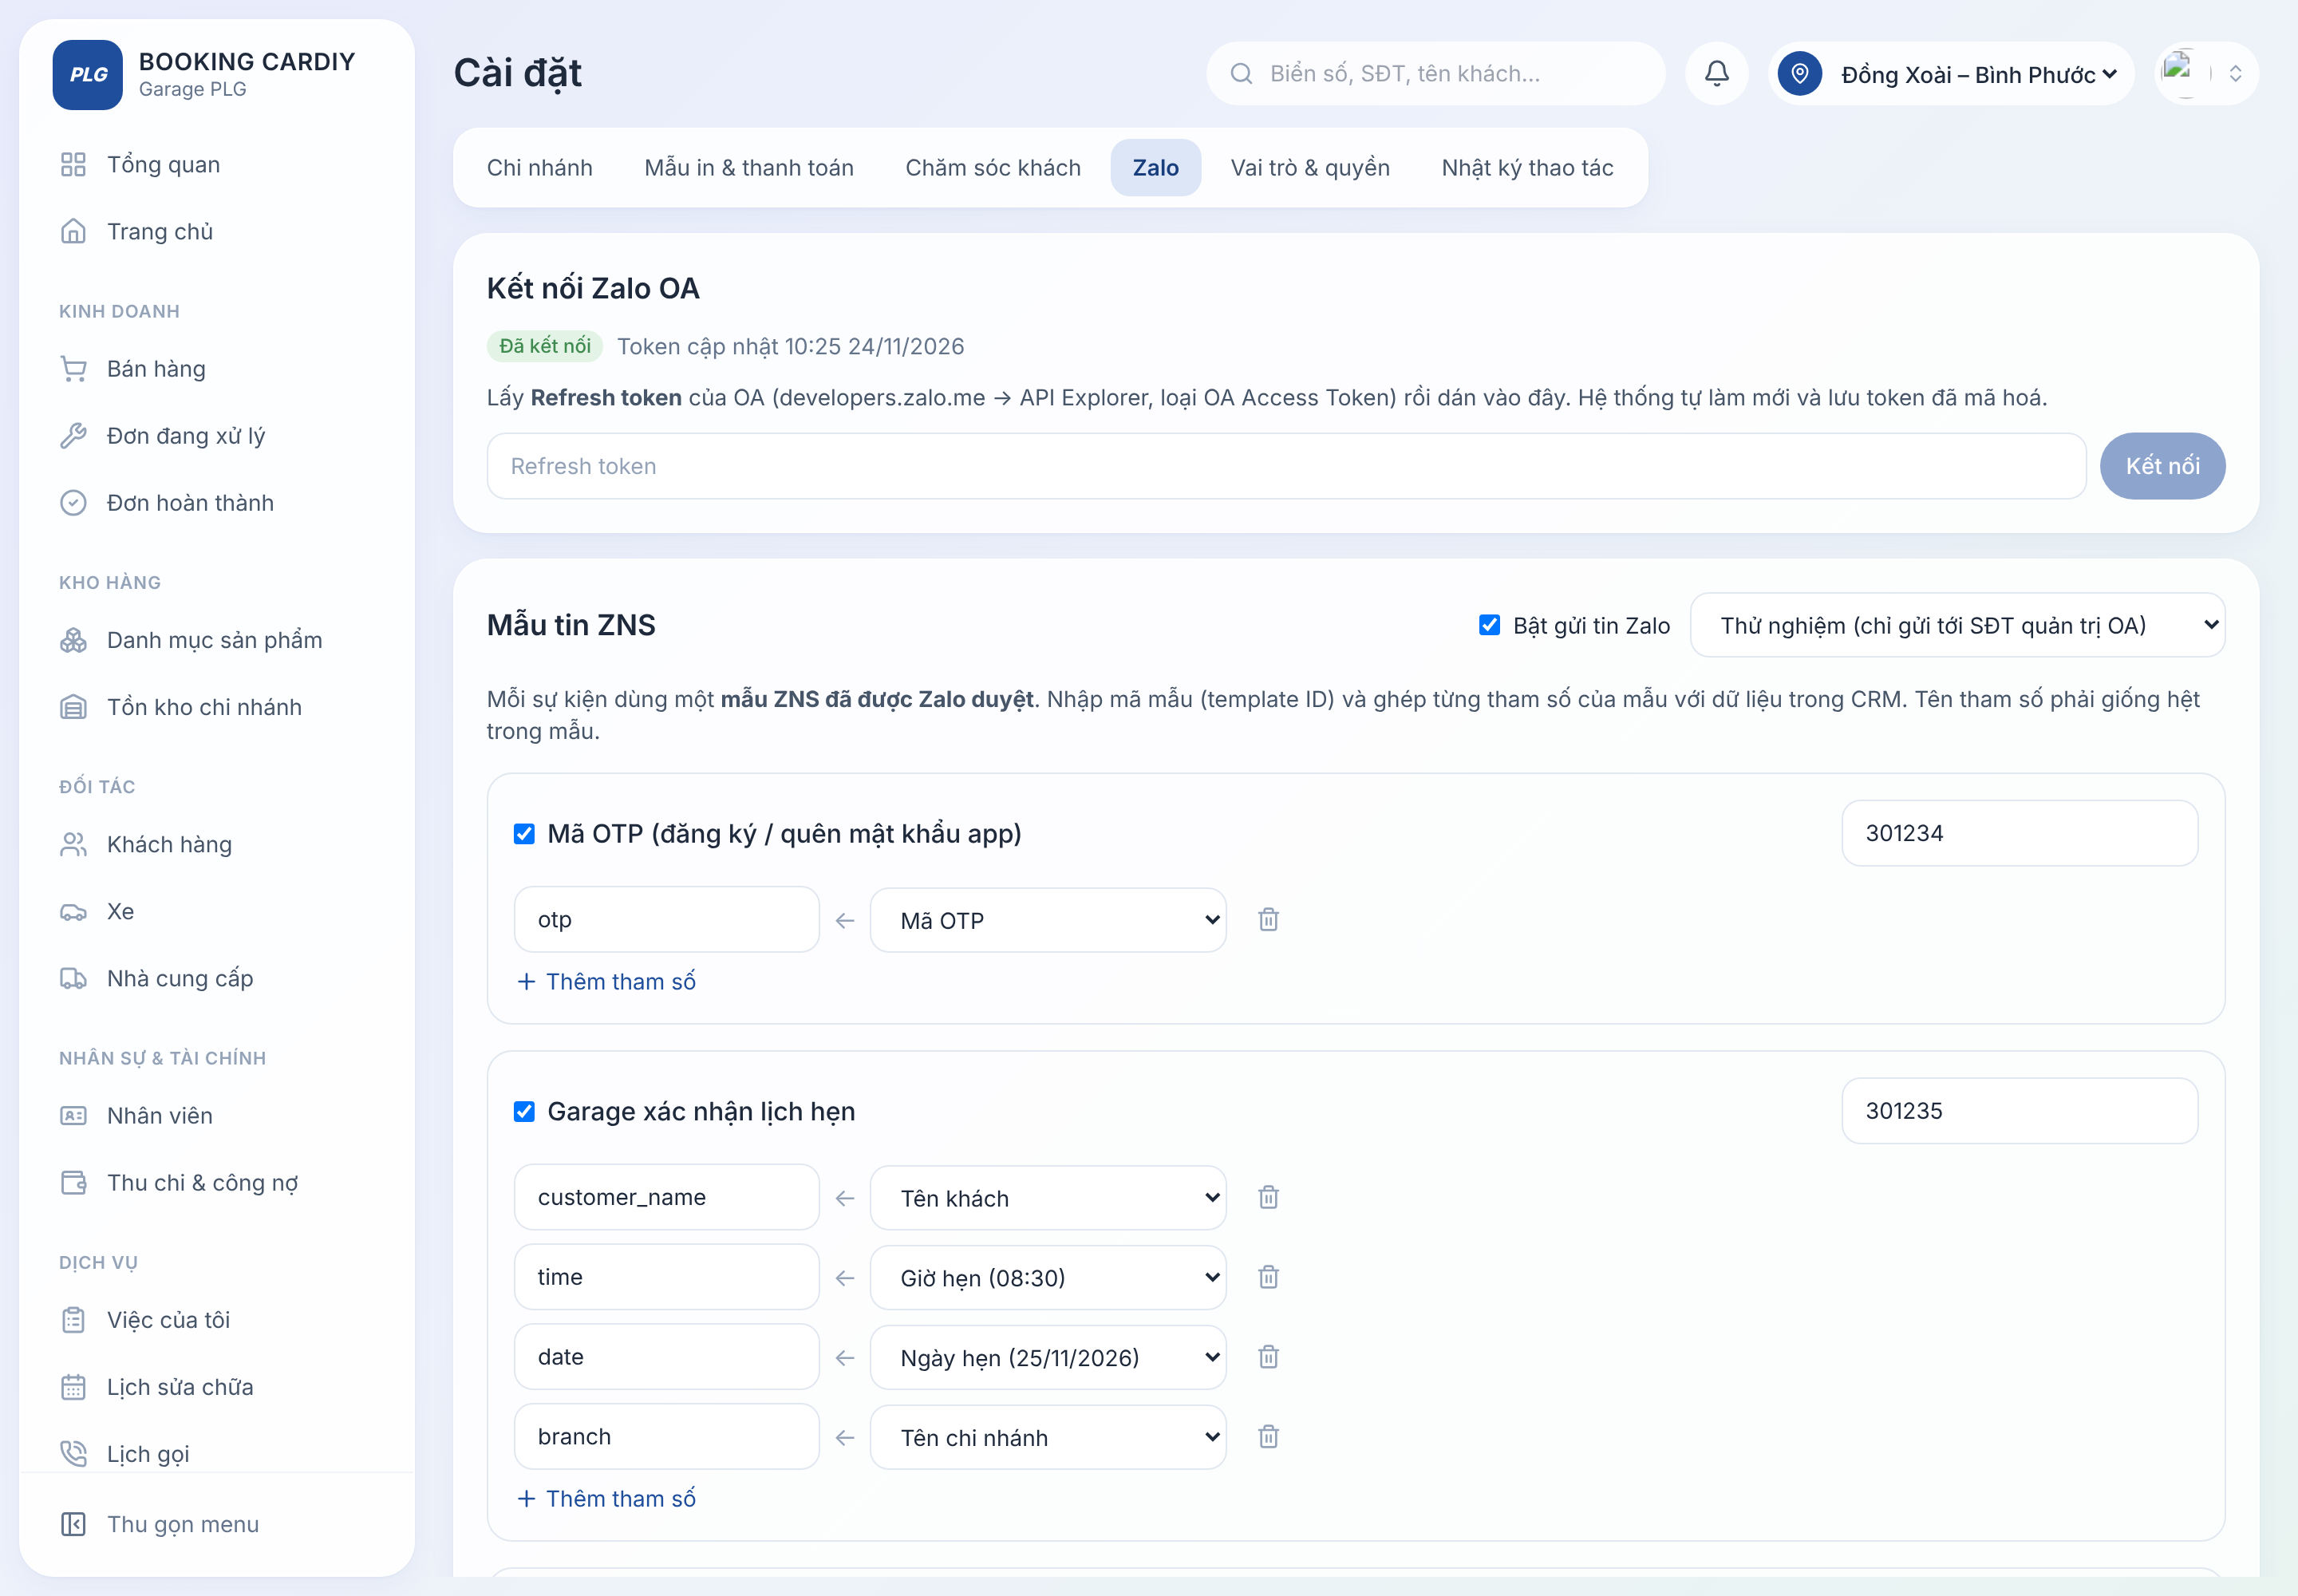 PLG
BOOKING CARDIY
Garage PLG
Tổng quan
Trang chủ
KINH DOANH
Bán hàng
Đơn đang xử lý
Đơn hoàn thành
KHO HÀNG
Danh mục sản phẩm
Tồn kho chi nhánh
ĐỐI TÁC
Khách hàng
Xe
Nhà cung cấp
NHÂN SỰ & TÀI CHÍNH
Nhân viên
Thu chi & công nợ
DỊCH VỤ
Việc của tôi
Lịch sửa chữa
Lịch gọi
Thu gọn menu
Cài đặt
Biển số, SĐT, tên khách...
Đồng Xoài – Bình Phước
Chi nhánh
Mẫu in & thanh toán
Chăm sóc khách
Zalo
Vai trò & quyền
Nhật ký thao tác
Kết nối Zalo OA
Đã kết nối
Token cập nhật 10:25 24/11/2026
Lấy Refresh token của OA (developers.zalo.me → API Explorer, loại OA Access Token) rồi dán vào đây. Hệ thống tự làm mới và lưu token đã mã hoá.
Refresh token
Kết nối
Mẫu tin ZNS
Bật gửi tin Zalo
Thử nghiệm (chỉ gửi tới SĐT quản trị OA)
Mỗi sự kiện dùng một mẫu ZNS đã được Zalo duyệt. Nhập mã mẫu (template ID) và ghép từng tham số của mẫu với dữ liệu trong CRM. Tên tham số phải giống hệt
trong mẫu.
Mã OTP (đăng ký / quên mật khẩu app)
301234
otp ← Mã OTP
+ Thêm tham số
Garage xác nhận lịch hẹn
301235
customer_name ← Tên khách
time ← Giờ hẹn (08:30)
date ← Ngày hẹn (25/11/2026)
branch ← Tên chi nhánh
+ Thêm tham số